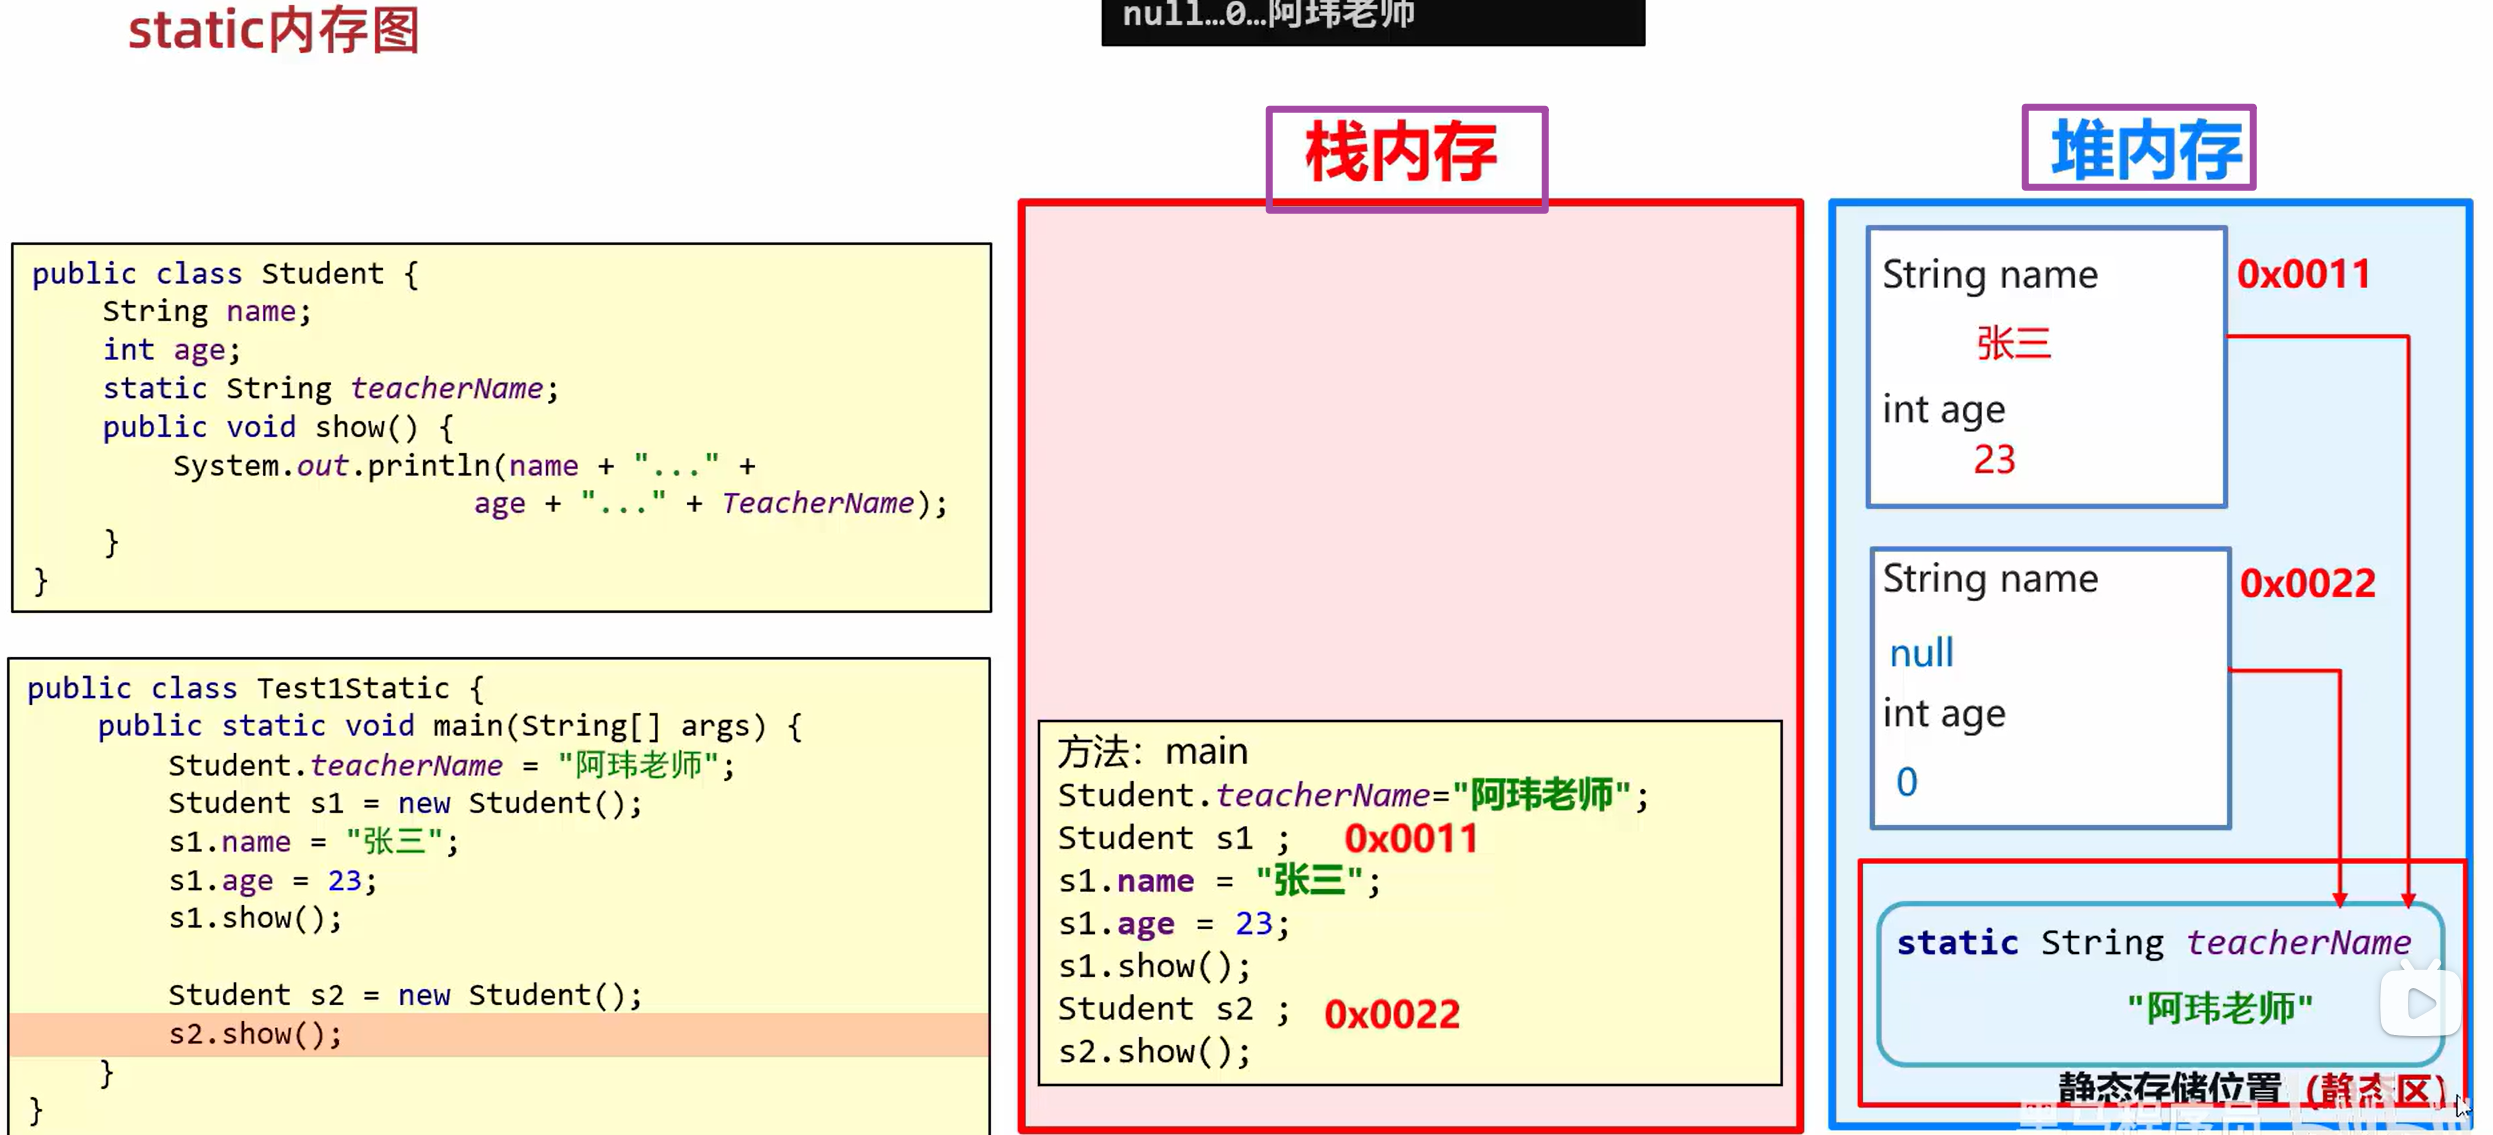 static内存图
null…0…阿玮老师
栈内存
堆内存
public class Student {
String name;
int age;
static String teacherName;
public void show() {
System.out.println(name + "..." +
age + "..." + TeacherName);
}
}
public class Test1Static {
public static void main(String[] args) {
Student.teacherName = "阿玮老师";
Student s1 = new Student();
s1.name = "张三";
s1.age = 23;
s1.show();
Student s2 = new Student();
s2.show();
}
}
方法：main
Student.teacherName="阿玮老师";
Student s1 ; 0x0011
s1.name = "张三";
s1.age = 23;
s1.show();
Student s2 ; 0x0022
s2.show();
String name 0x0011
张三
int age
23
String name 0x0022
null
int age
0
static String teacherName
"阿玮老师"
静态存储位置（静态区）